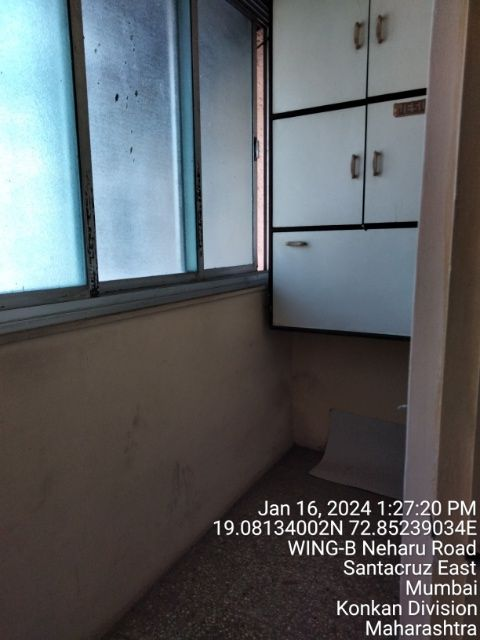 JESUS
Jan 16, 2024 1:27:20 PM
19.08134002N 72.85239034E
WING-B Neharu Road
Santacruz East
Mumbai
Konkan Division
Maharashtra